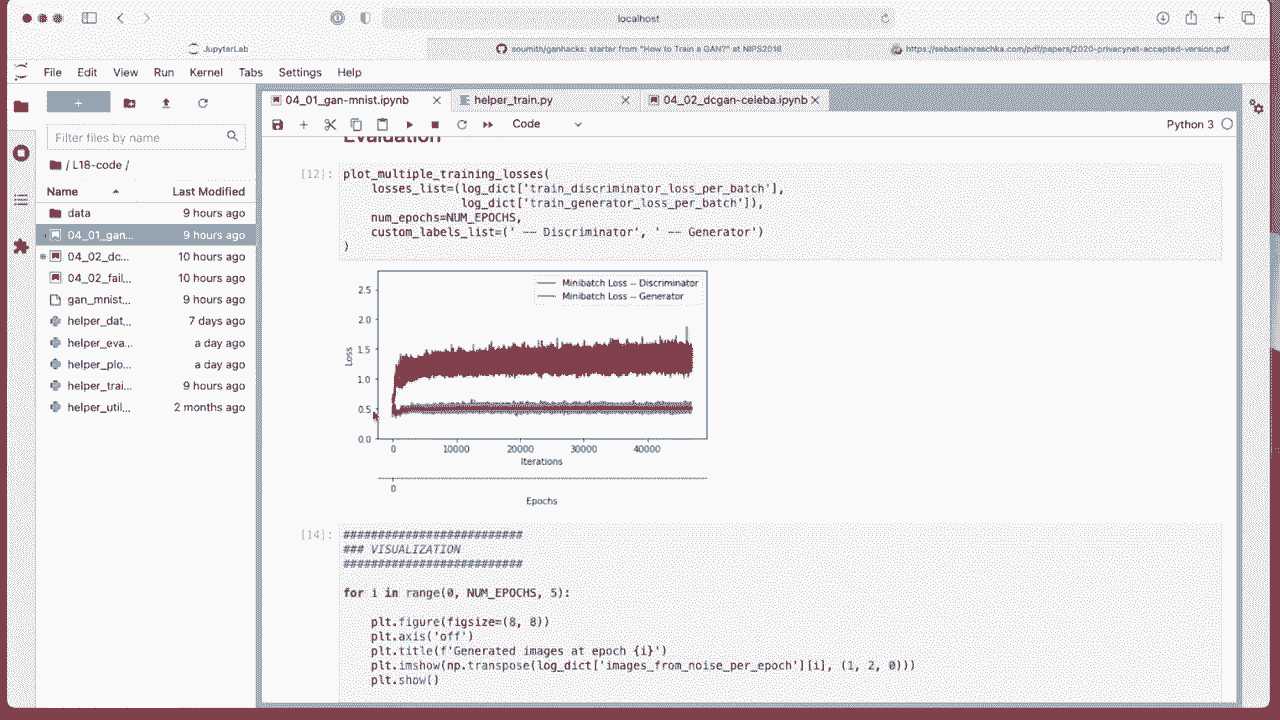 localhost
JupyterLab
soumith/ganhacks: starter from "How to Train a GAN?" at NIPS2016
https://sebastianraschka.com/pdf/papers/2020-privacynet-accepted-version.pdf
File Edit View Run Kernel Tabs Settings Help
04_01_gan-mnist.ipynb
helper_train.py
04_02_dcgan-celeba.ipynb
Filter files by name
Code
Python 3
/ L18-code /
Name Last Modified
data 9 hours ago
04_01_gan... 9 hours ago
04_02_dc... 10 hours ago
04_02_fail... 10 hours ago
gan_mnist... 9 hours ago
helper_dat... 7 days ago
helper_eva... a day ago
helper_plo... a day ago
helper_trai... 9 hours ago
helper_util... 2 months ago
Evaluation
[12]:
plot_multiple_training_losses(
losses_list=(log_dict['train_discriminator_loss_per_batch'],
log_dict['train_generator_loss_per_batch']),
num_epochs=NUM_EPOCHS,
custom_labels_list=(' -- Discriminator', ' -- Generator')
)
Minibatch Loss -- Discriminator
Minibatch Loss -- Generator
2.5
2.0
1.5
1.0
0.5
0.0
Loss
0 10000 20000 30000 40000
Iterations
0
Epochs
[14]:
##########################
### VISUALIZATION
##########################
for i in range(0, NUM_EPOCHS, 5):
plt.figure(figsize=(8, 8))
plt.axis('off')
plt.title(f'Generated images at epoch {i}')
plt.imshow(np.transpose(log_dict['images_from_noise_per_epoch'][i], (1, 2, 0)))
plt.show()